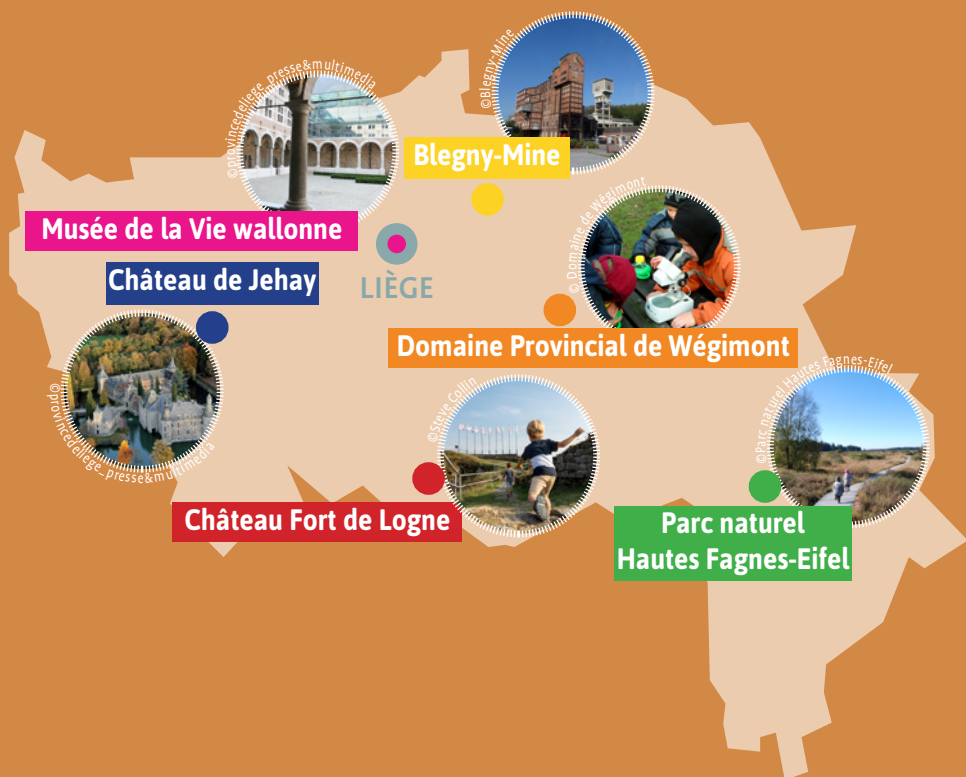 ©provincedeliege_presse&multimedia
©Blegny-Mine
Blegny-Mine
© Domaine de Wégimont
Musée de la Vie wallonne
Château de Jehay
LIÈGE
Domaine Provincial de Wégimont
©provincedeliege_presse&multimedia
©Steve Collin
©Parc naturel Hautes Fagnes-Eifel
Château Fort de Logne
Parc naturel
Hautes Fagnes-Eifel